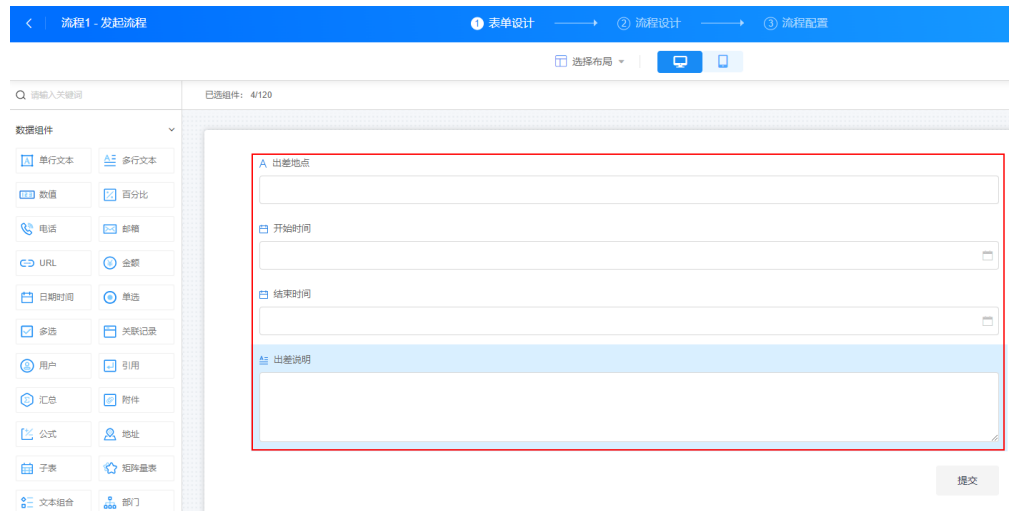 流程1 - 发起流程
1 表单设计
2 流程设计
3 流程配置
选择布局
请输入关键词
已选组件： 4/120
数据组件
单行文本 多行文本
数值 百分比
电话 邮箱
URL 金额
日期时间 单选
多选 关联记录
用户 引用
汇总 附件
公式 地址
子表 矩阵量表
文本组合 部门
出差地点
开始时间
结束时间
出差说明
提交